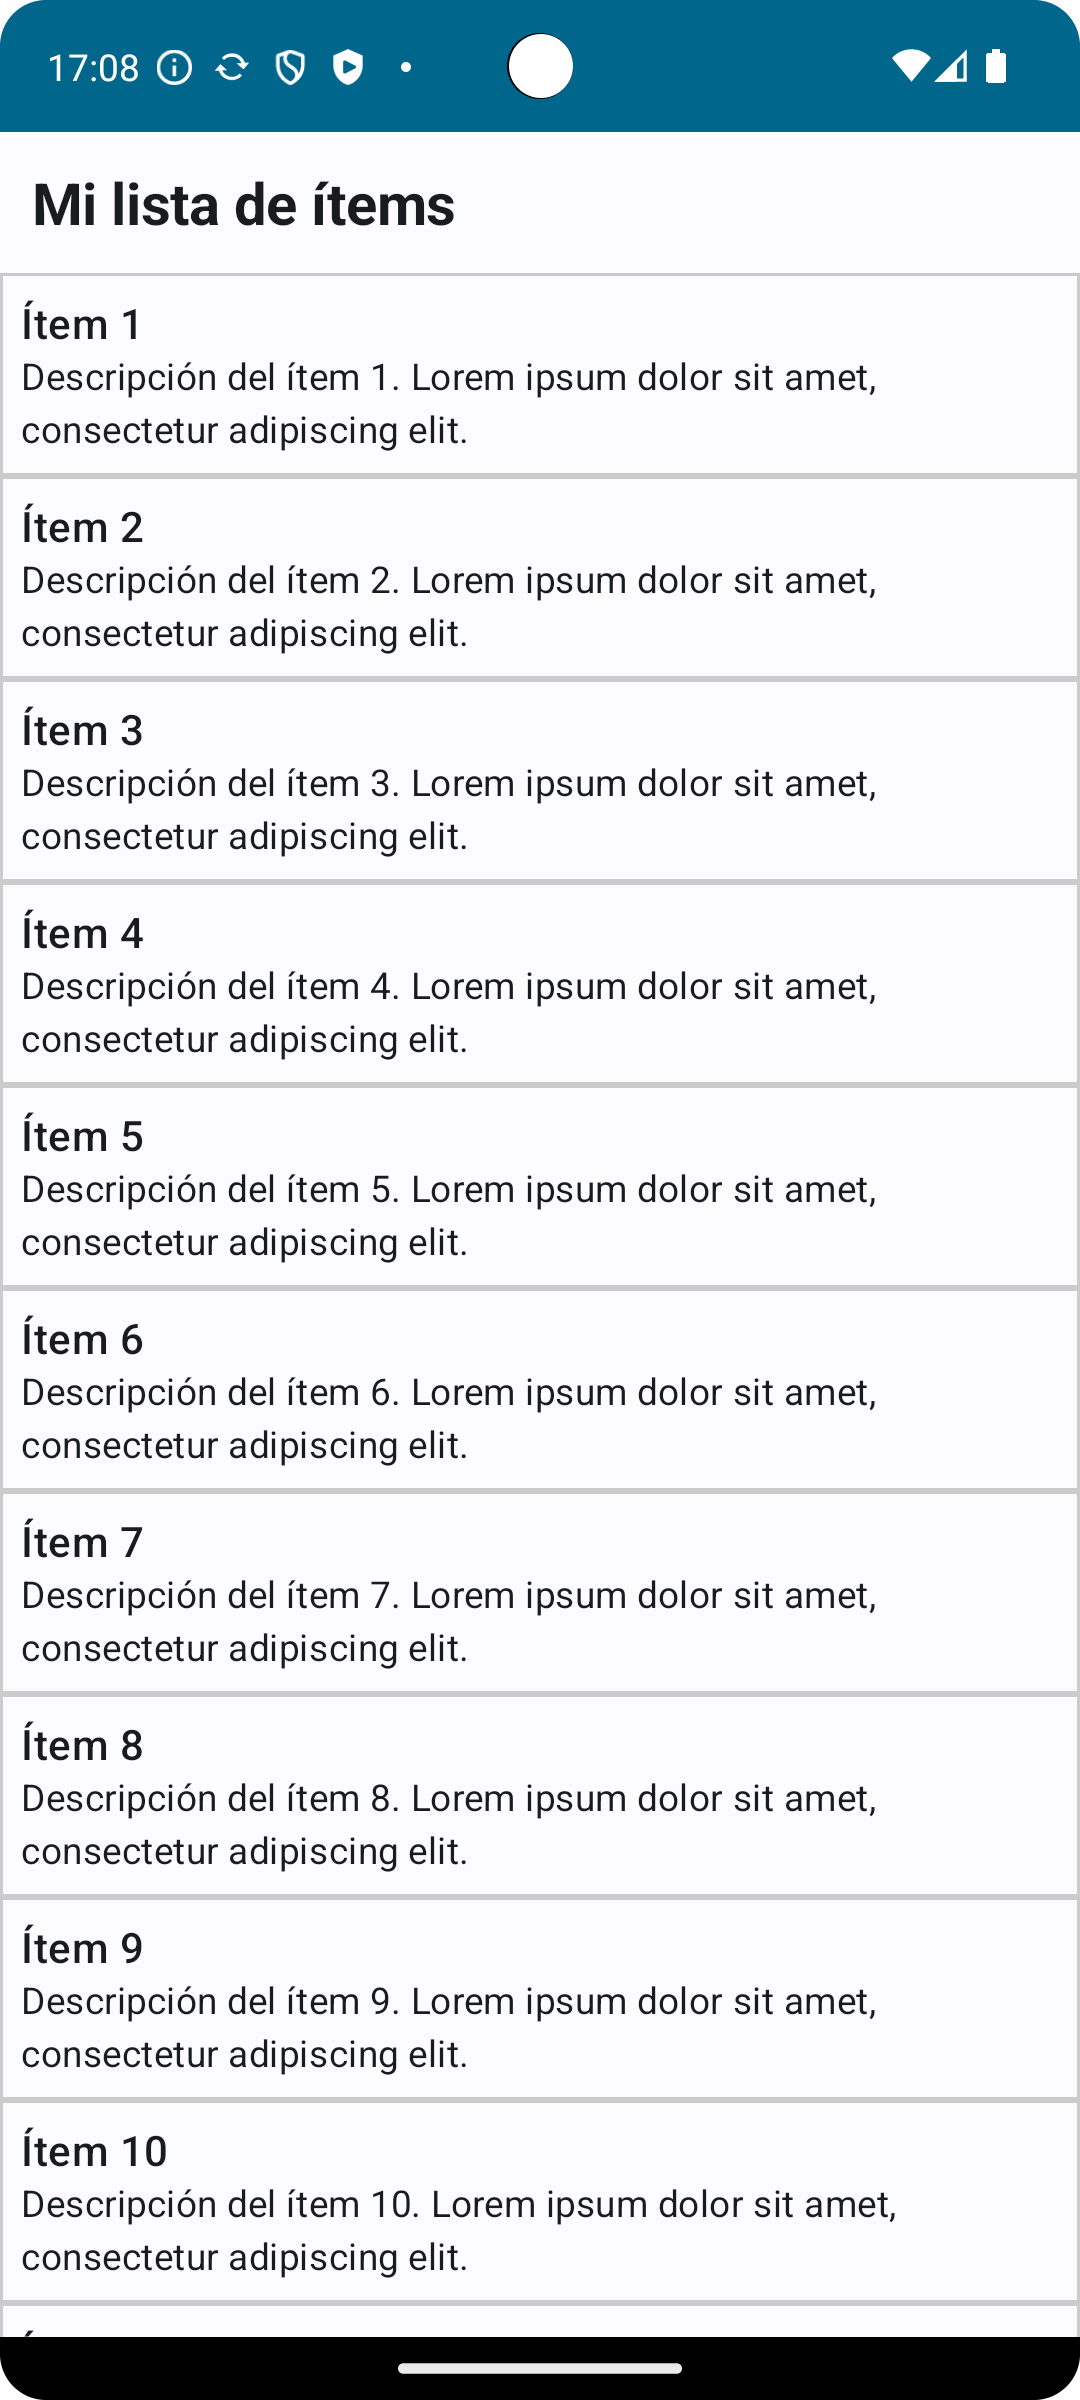 17:08
Mi lista de ítems
Ítem 1
Descripción del ítem 1. Lorem ipsum dolor sit amet,
consectetur adipiscing elit.
Ítem 2
Descripción del ítem 2. Lorem ipsum dolor sit amet,
consectetur adipiscing elit.
Ítem 3
Descripción del ítem 3. Lorem ipsum dolor sit amet,
consectetur adipiscing elit.
Ítem 4
Descripción del ítem 4. Lorem ipsum dolor sit amet,
consectetur adipiscing elit.
Ítem 5
Descripción del ítem 5. Lorem ipsum dolor sit amet,
consectetur adipiscing elit.
Ítem 6
Descripción del ítem 6. Lorem ipsum dolor sit amet,
consectetur adipiscing elit.
Ítem 7
Descripción del ítem 7. Lorem ipsum dolor sit amet,
consectetur adipiscing elit.
Ítem 8
Descripción del ítem 8. Lorem ipsum dolor sit amet,
consectetur adipiscing elit.
Ítem 9
Descripción del ítem 9. Lorem ipsum dolor sit amet,
consectetur adipiscing elit.
Ítem 10
Descripción del ítem 10. Lorem ipsum dolor sit amet,
consectetur adipiscing elit.